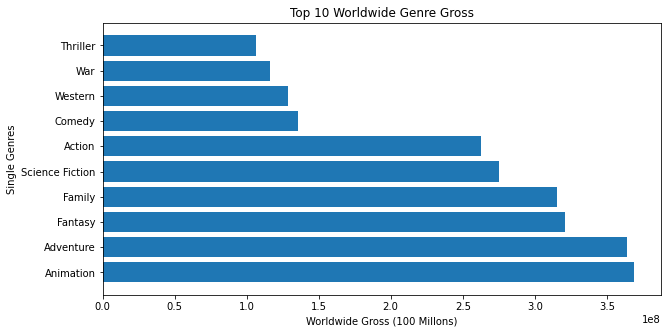 Top 10 Worldwide Genre Gross
Single Genres
Thriller
War
Western
Comedy
Action
Science Fiction
Family
Fantasy
Adventure
Animation
0.0 0.5 1.0 1.5 2.0 2.5 3.0 3.5
1e8
Worldwide Gross (100 Millons)